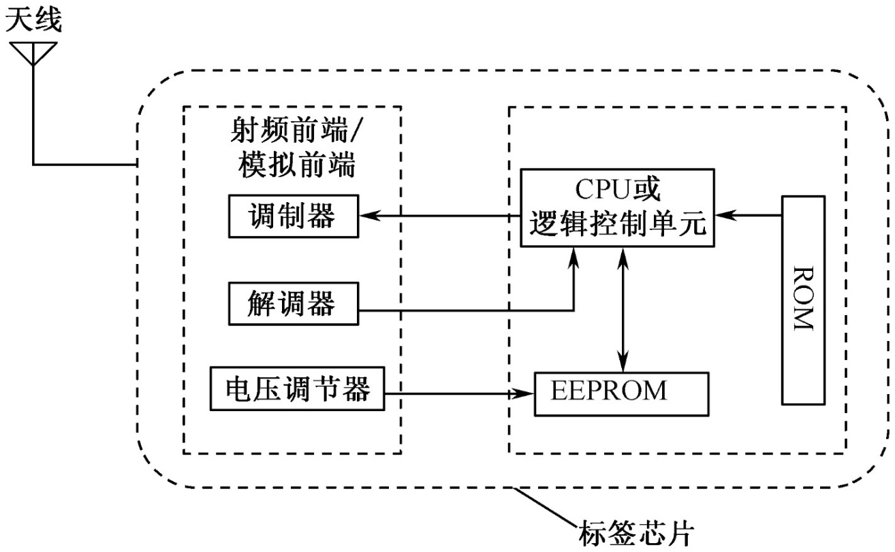 天线
射频前端/
模拟前端
调制器
解调器
电压调节器
CPU或
逻辑控制单元
EEPROM
ROM
标签芯片